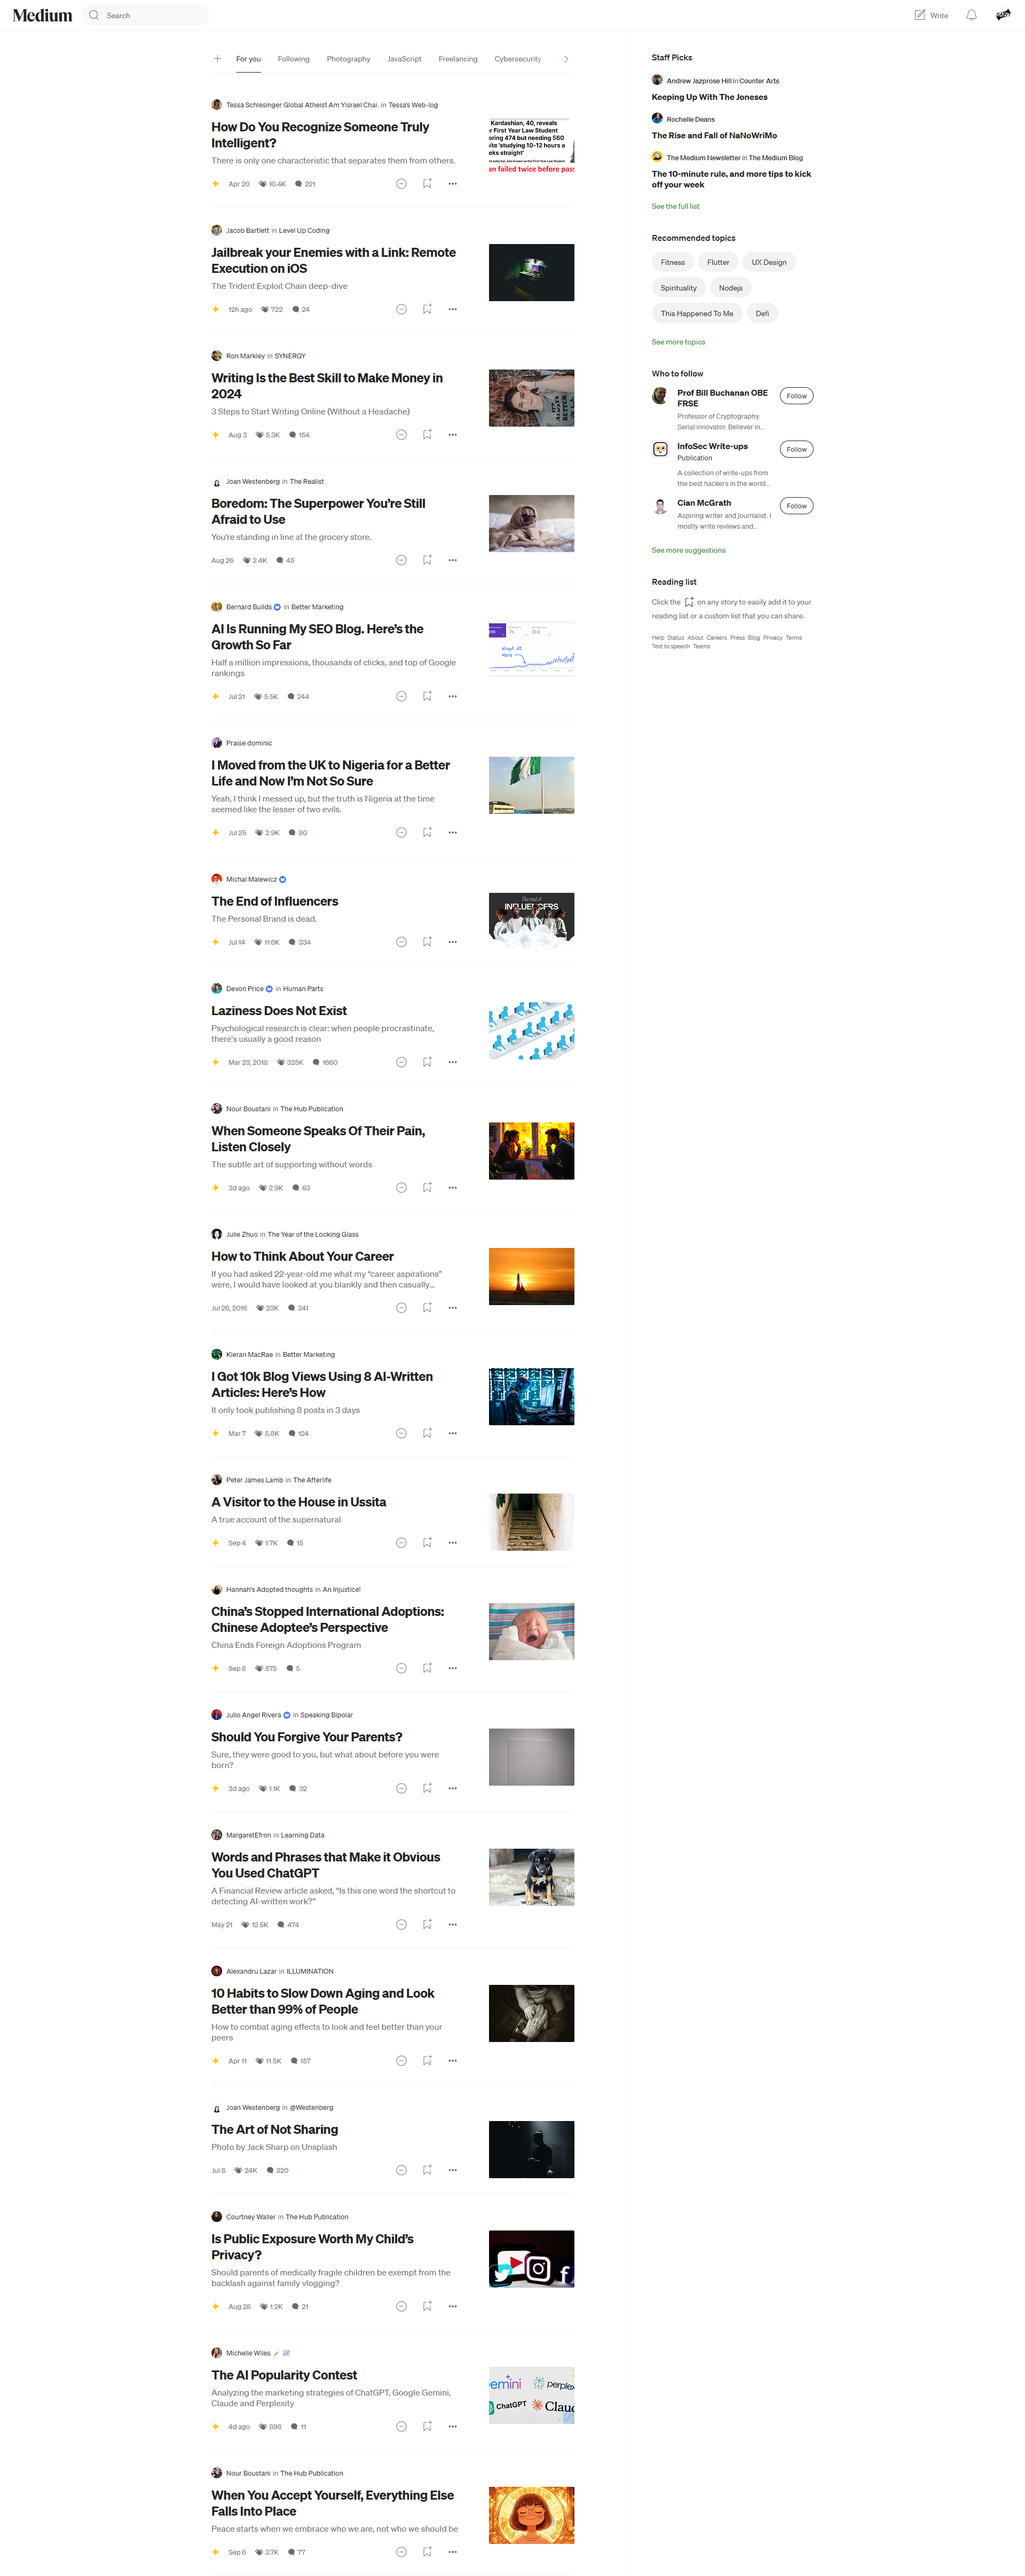 Medium
Search
Write
For you Following Photography JavaScript Freelancing Cybersecurity
Tessa Schlesinger Global Atheist Am Yisrael Chai. in Tessa's Web-log
How Do You Recognize Someone Truly
Intelligent?
There is only one characteristic that separates them from others.
Apr 20 10.4K 221
Kardashian, 40, reveals
r First Year Law Student
oring 474 but needing 560
ite 'studying 10-12 hours a
eks straight'
an failed twice before pas
Jacob Bartlett in Level Up Coding
Jailbreak your Enemies with a Link: Remote
Execution on iOS
The Trident Exploit Chain deep-dive
12h ago 722 24
Ron Markley in SYNERGY
Writing Is the Best Skill to Make Money in
2024
3 Steps to Start Writing Online (Without a Headache)
Aug 3 5.3K 154
ALWAYS
BETTER
Joan Westenberg in The Realist
Boredom: The Superpower You’re Still
Afraid to Use
You’re standing in line at the grocery store.
Aug 26 2.4K 45
Bernard Builds in Better Marketing
AI Is Running My SEO Blog. Here’s the
Growth So Far
Half a million impressions, thousands of clicks, and top of Google
rankings
Jul 21 5.5K 244
Hired AI
Here
Praise dominic
I Moved from the UK to Nigeria for a Better
Life and Now I’m Not So Sure
Yeah, I think I messed up, but the truth is Nigeria at the time
seemed like the lesser of two evils.
Jul 25 2.9K 80
Michal Malewicz
The End of Influencers
The Personal Brand is dead.
Jul 14 11.6K 334
The end of
INFLUENCERS
Devon Price in Human Parts
Laziness Does Not Exist
Psychological research is clear: when people procrastinate,
there's usually a good reason
Mar 23, 2018 325K 1660
Nour Boustani in The Hub Publication
When Someone Speaks Of Their Pain,
Listen Closely
The subtle art of supporting without words
3d ago 2.9K 63
Julie Zhuo in The Year of the Looking Glass
How to Think About Your Career
If you had asked 22-year-old me what my “career aspirations”
were, I would have looked at you blankly and then casually…
Jul 26, 2016 23K 341
Kieran MacRae in Better Marketing
I Got 10k Blog Views Using 8 AI-Written
Articles: Here’s How
It only took publishing 8 posts in 3 days
Mar 7 5.8K 124
Peter James Lamb in The Afterlife
A Visitor to the House in Ussita
A true account of the supernatural
Sep 4 1.7K 15
Hannah's Adopted thoughts in An Injustice!
China’s Stopped International Adoptions:
Chinese Adoptee’s Perspective
China Ends Foreign Adoptions Program
Sep 8 575 5
Julio Angel Rivera in Speaking Bipolar
Should You Forgive Your Parents?
Sure, they were good to you, but what about before you were
born?
3d ago 1.1K 32
MargaretEfron in Learning Data
Words and Phrases that Make it Obvious
You Used ChatGPT
A Financial Review article asked, “Is this one word the shortcut to
detecting AI-written work?”
May 21 12.5K 474
Alexandru Lazar in ILLUMINATION
10 Habits to Slow Down Aging and Look
Better than 99% of People
How to combat aging effects to look and feel better than your
peers
Apr 11 11.5K 157
Joan Westenberg in @Westenberg
The Art of Not Sharing
Photo by Jack Sharp on Unsplash
Jul 8 24K 320
Courtney Waller in The Hub Publication
Is Public Exposure Worth My Child’s
Privacy?
Should parents of medically fragile children be exempt from the
backlash against family vlogging?
Aug 28 1.2K 21
Michelle Wiles
The AI Popularity Contest
Analyzing the marketing strategies of ChatGPT, Google Gemini,
Claude and Perplexity
4d ago 898 11
emini perplex
ChatGPT Clauc
Nour Boustani in The Hub Publication
When You Accept Yourself, Everything Else
Falls Into Place
Peace starts when we embrace who we are, not who we should be
Sep 6 3.7K 77
Staff Picks
Andrew Jazprose Hill in Counter Arts
Keeping Up With The Joneses
Rochelle Deans
The Rise and Fall of NaNoWriMo
The Medium Newsletter in The Medium Blog
The 10-minute rule, and more tips to kick
off your week
See the full list
Recommended topics
Fitness Flutter UX Design
Spirituality Nodejs
This Happened To Me Defi
See more topics
Who to follow
Prof Bill Buchanan OBE
FRSE
Follow
Professor of Cryptography.
Serial innovator. Believer in…
InfoSec Write-ups
Follow
Publication
A collection of write-ups from
the best hackers in the world…
Cian McGrath
Follow
Aspiring writer and journalist. I
mostly write reviews and…
See more suggestions
Reading list
Click the on any story to easily add it to your
reading list or a custom list that you can share.
Help Status About Careers Press Blog Privacy Terms
Text to speech Teams